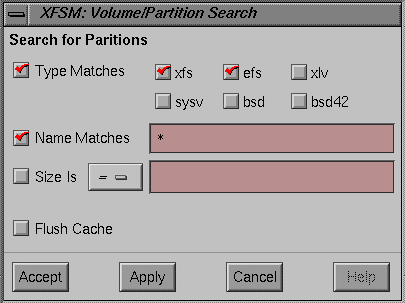 XFSM: Volume/Partition Search
Search for Paritions
Type Matches xfs efs xlv
sysv bsd bsd42
Name Matches *
Size Is =
Flush Cache
Accept Apply Cancel Help